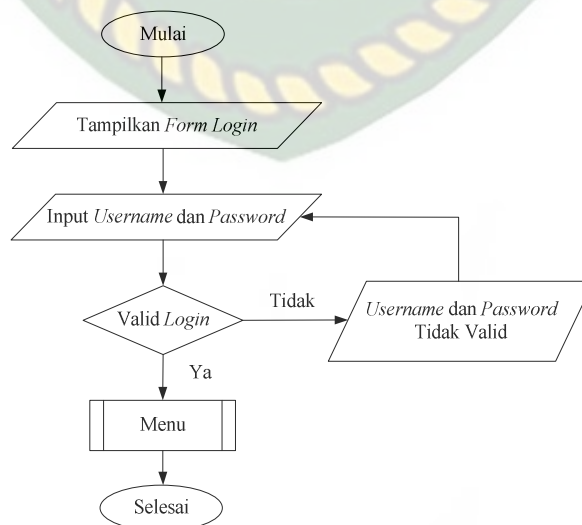 Mulai
Tampilkan Form Login
Input Username dan Password
Valid Login
Tidak
Username dan Password
Tidak Valid
Ya
Menu
Selesai